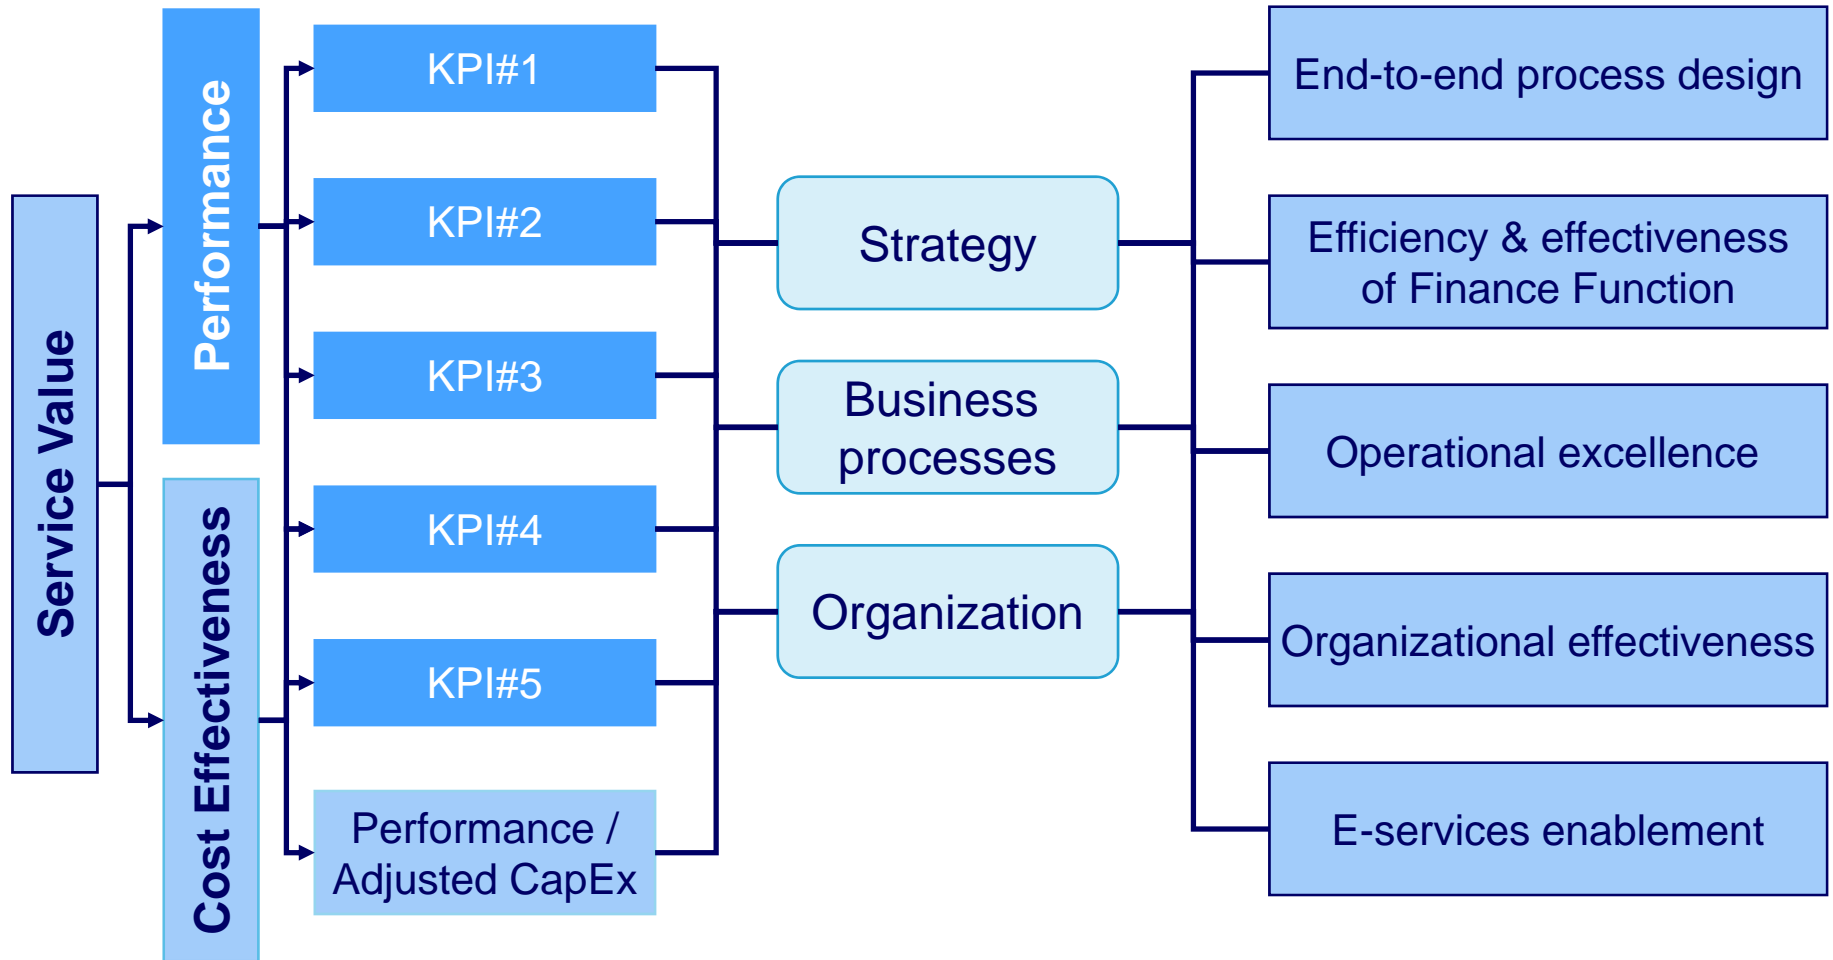 Service Value
Performance
Cost Effectiveness
KPI#1
KPI#2
KPI#3
KPI#4
KPI#5
Performance /
Adjusted CapEx
Strategy
Business
processes
Organization
End-to-end process design
Efficiency & effectiveness
of Finance Function
Operational excellence
Organizational effectiveness
E-services enablement